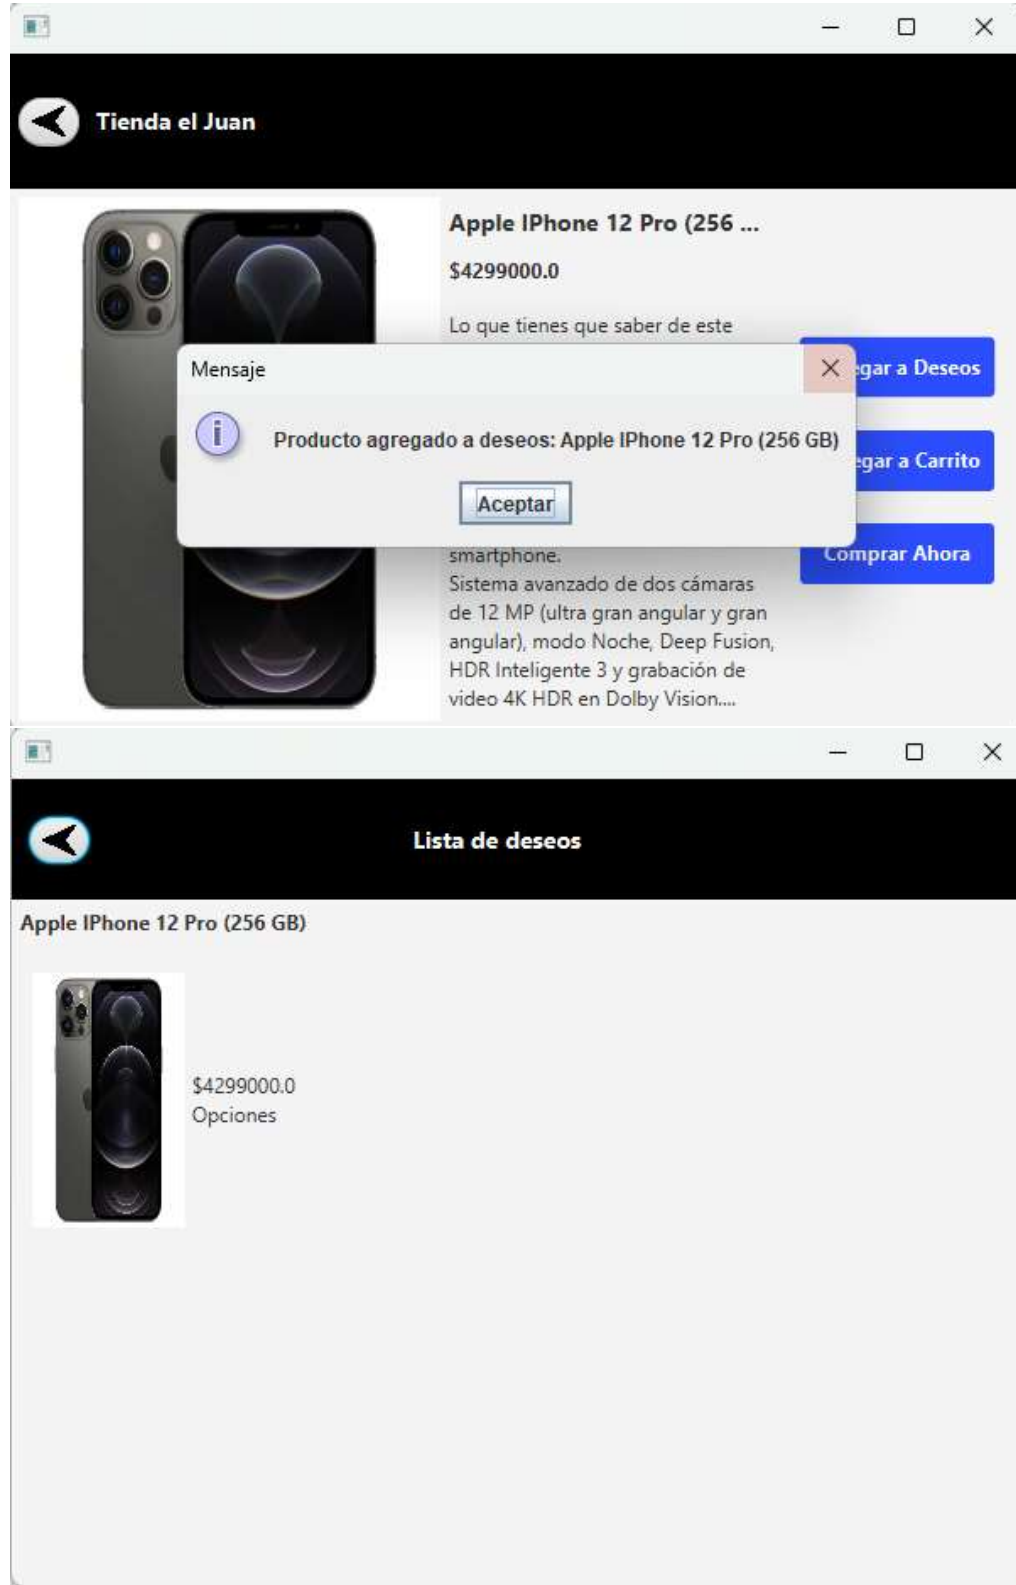 Tienda el Juan
Apple IPhone 12 Pro (256 ...
$4299000.0
Lo que tienes que saber de este
Mensaje
Producto agregado a deseos: Apple IPhone 12 Pro (256 GB)
Aceptar
egar a Deseos
egar a Carrito
Comprar Ahora
smartphone.
Sistema avanzado de dos cámaras
de 12 MP (ultra gran angular y gran
angular), modo Noche, Deep Fusion,
HDR Inteligente 3 y grabación de
video 4K HDR en Dolby Vision....
Lista de deseos
Apple IPhone 12 Pro (256 GB)
$4299000.0
Opciones